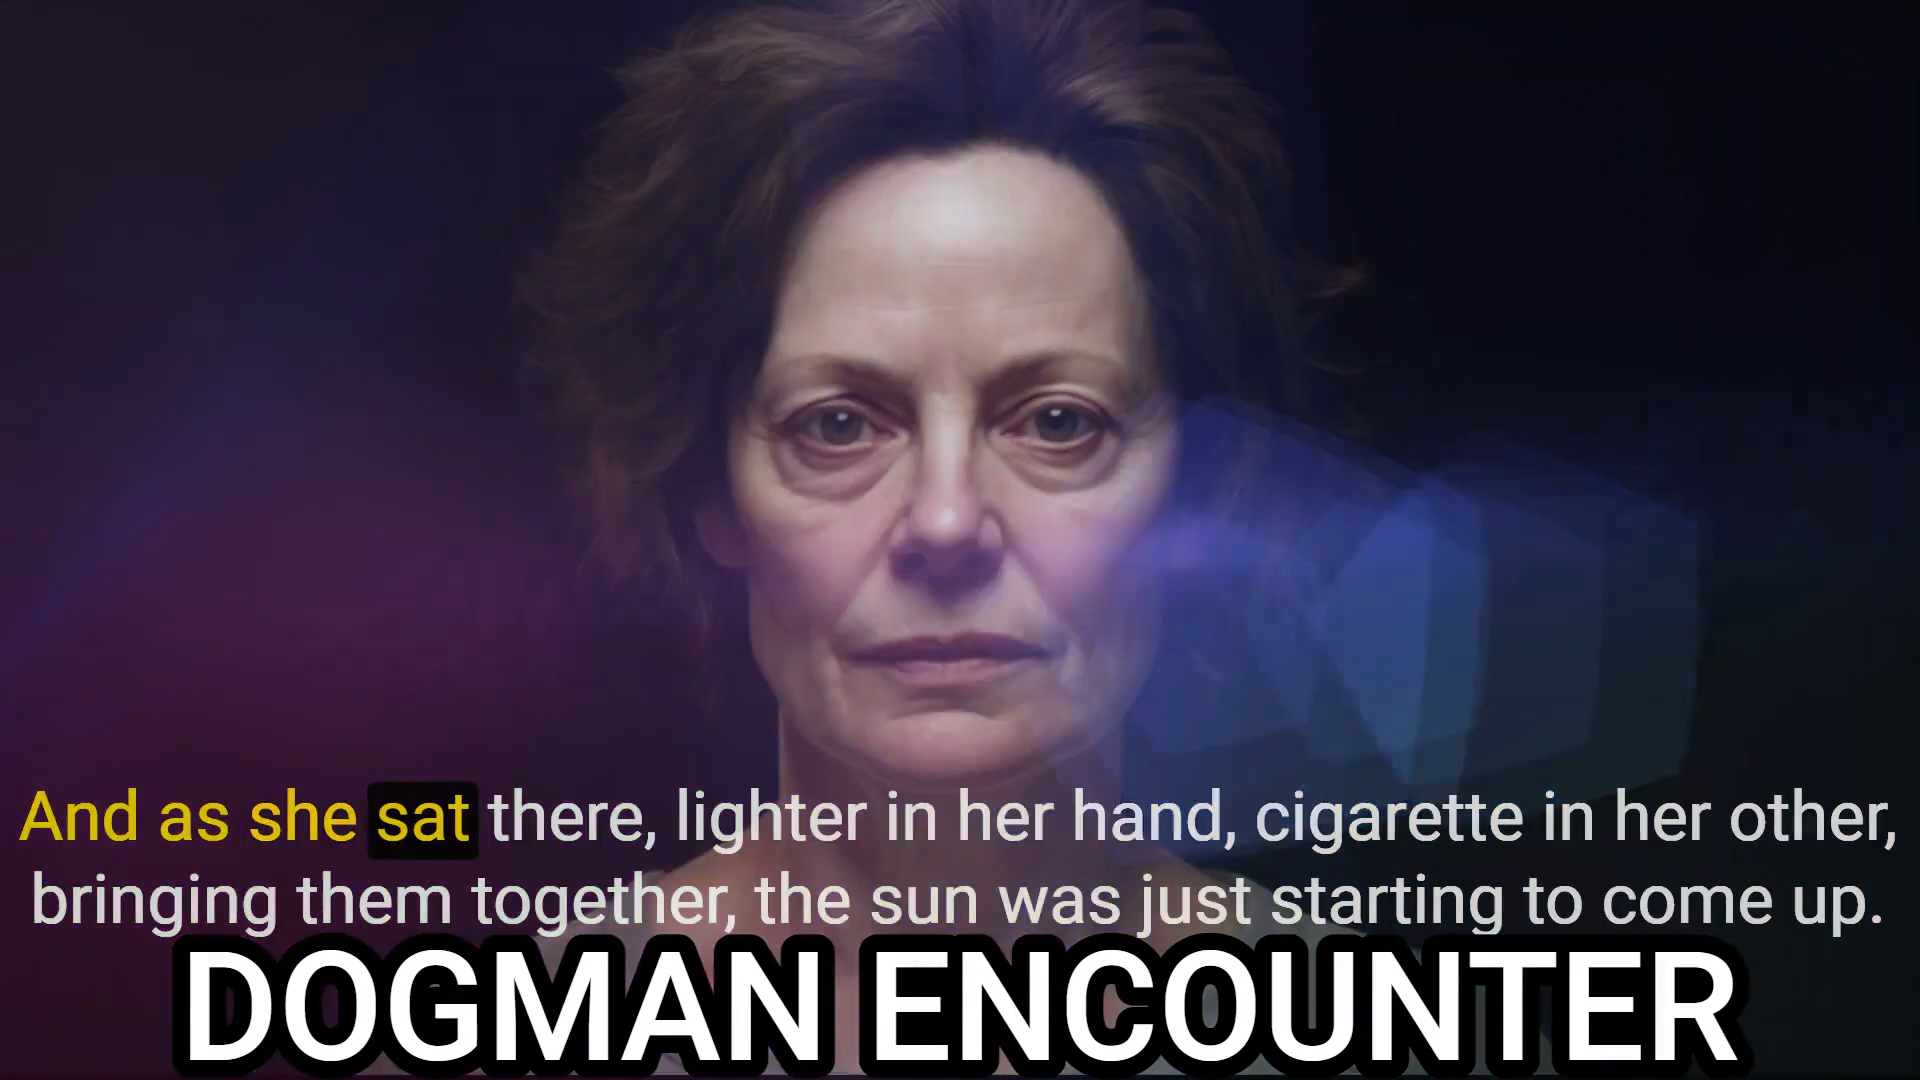 And as she sat there, lighter in her hand, cigarette in her other,
bringing them together, the sun was just starting to come up.
DOGMAN ENCOUNTER